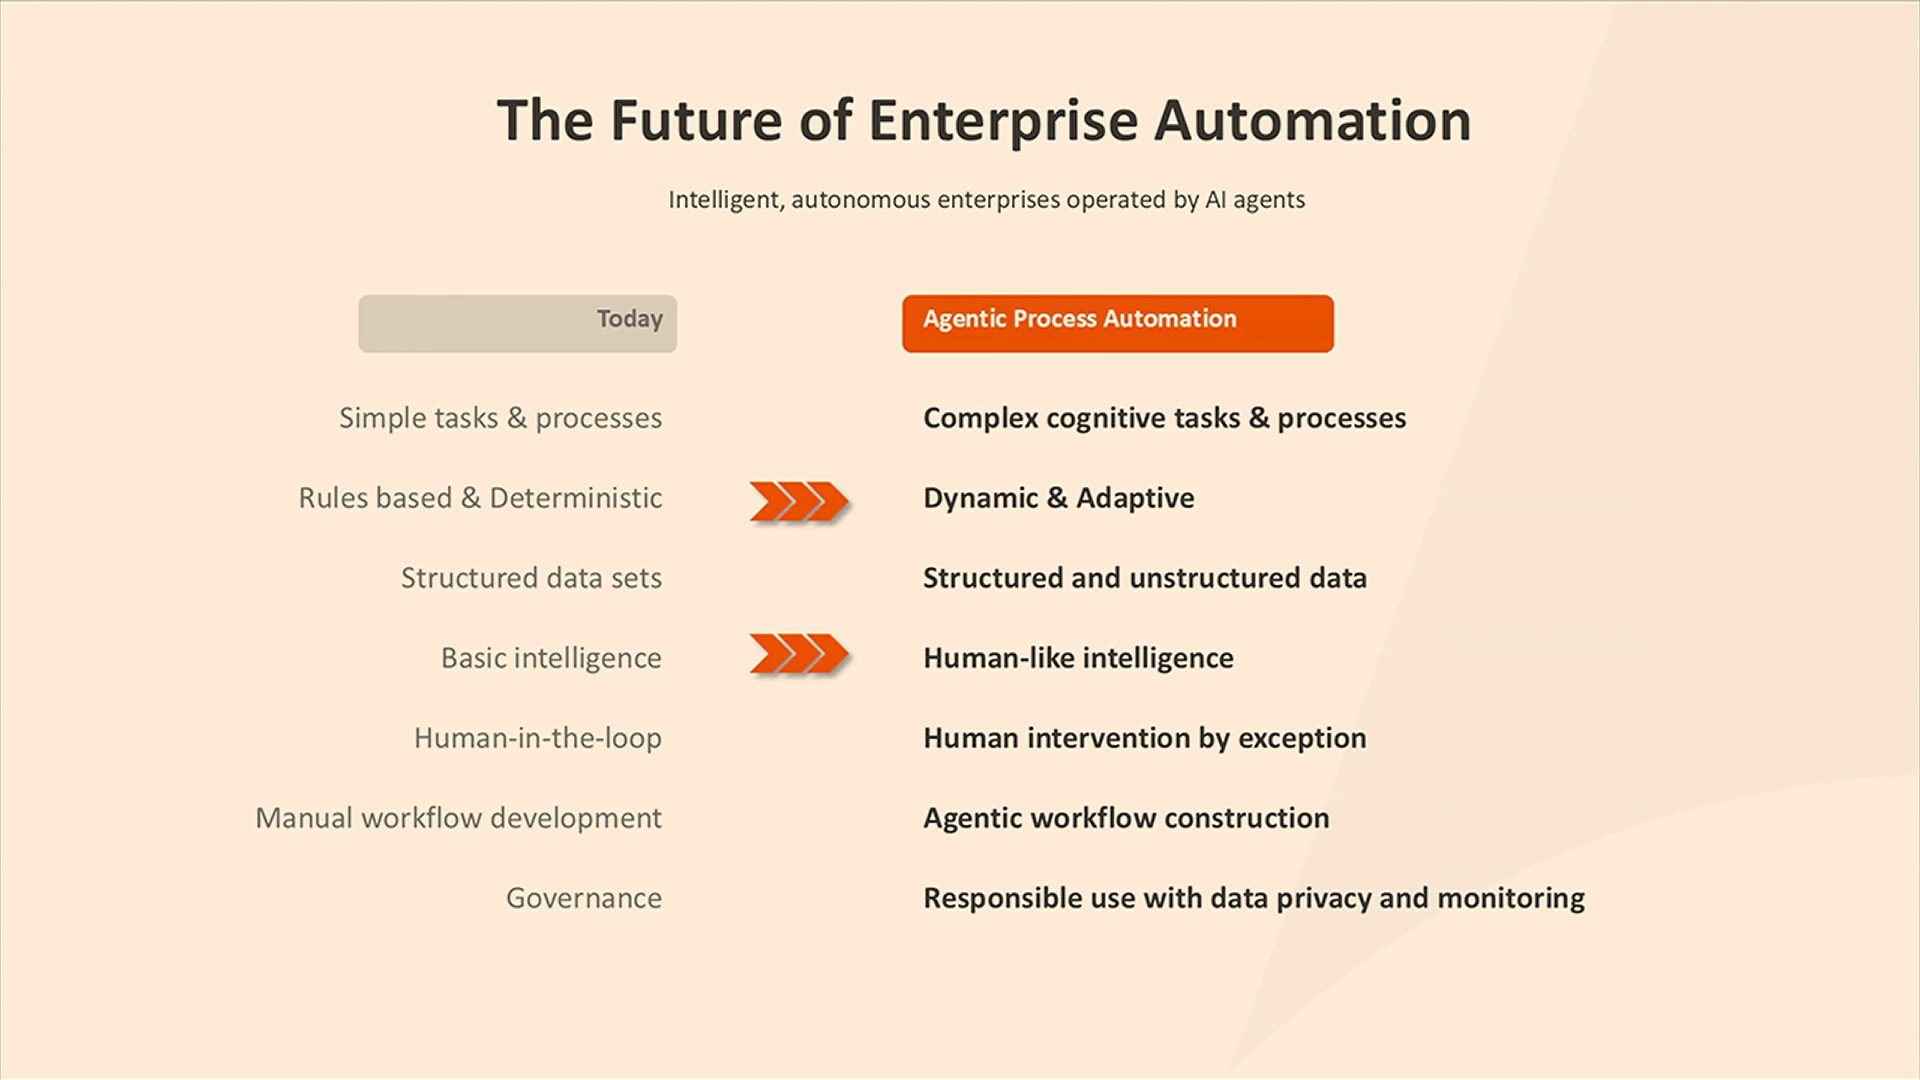 The Future of Enterprise Automation
Intelligent, autonomous enterprises operated by AI agents
Today
Agentic Process Automation
Simple tasks & processes
Complex cognitive tasks & processes
Rules based & Deterministic
Dynamic & Adaptive
Structured data sets
Structured and unstructured data
Basic intelligence
Human-like intelligence
Human-in-the-loop
Human intervention by exception
Manual workflow development
Agentic workflow construction
Governance
Responsible use with data privacy and monitoring